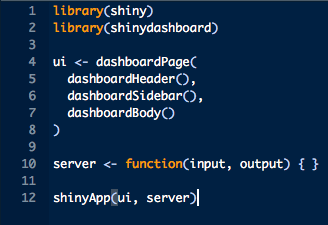 1 library(shiny)
2 library(shinydashboard)
3
4 ui <- dashboardPage(
5   dashboardHeader(),
6   dashboardSidebar(),
7   dashboardBody()
8 )
9
10 server <- function(input, output) { }
11
12 shinyApp(ui, server)